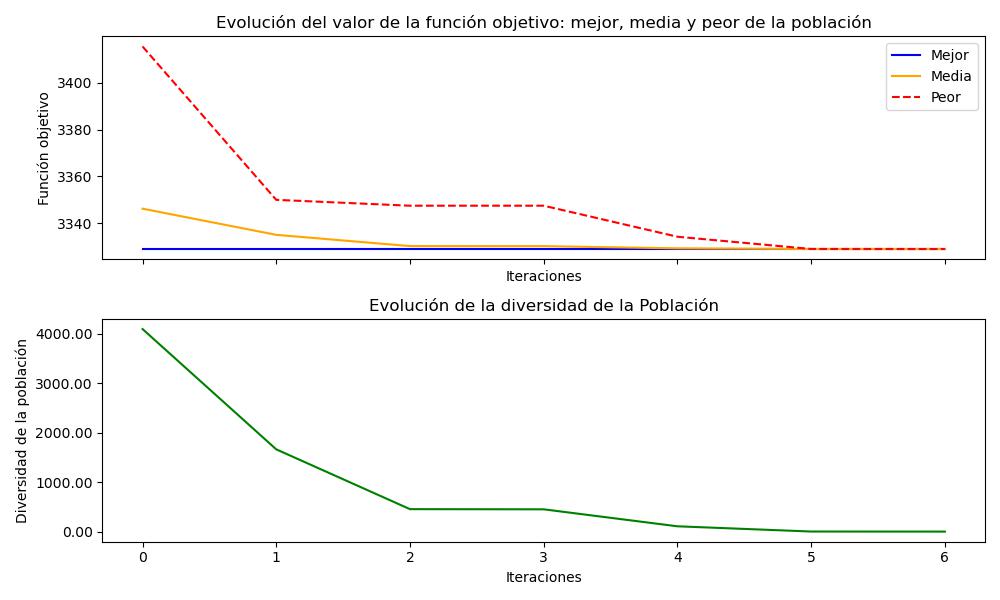 Evolución del valor de la función objetivo: mejor, media y peor de la población
Función objetivo
3400
3380
3360
3340
Mejor
Media
Peor
Iteraciones
Evolución de la diversidad de la Población
Diversidad de la población
4000.00
3000.00
2000.00
1000.00
0.00
0 1 2 3 4 5 6
Iteraciones